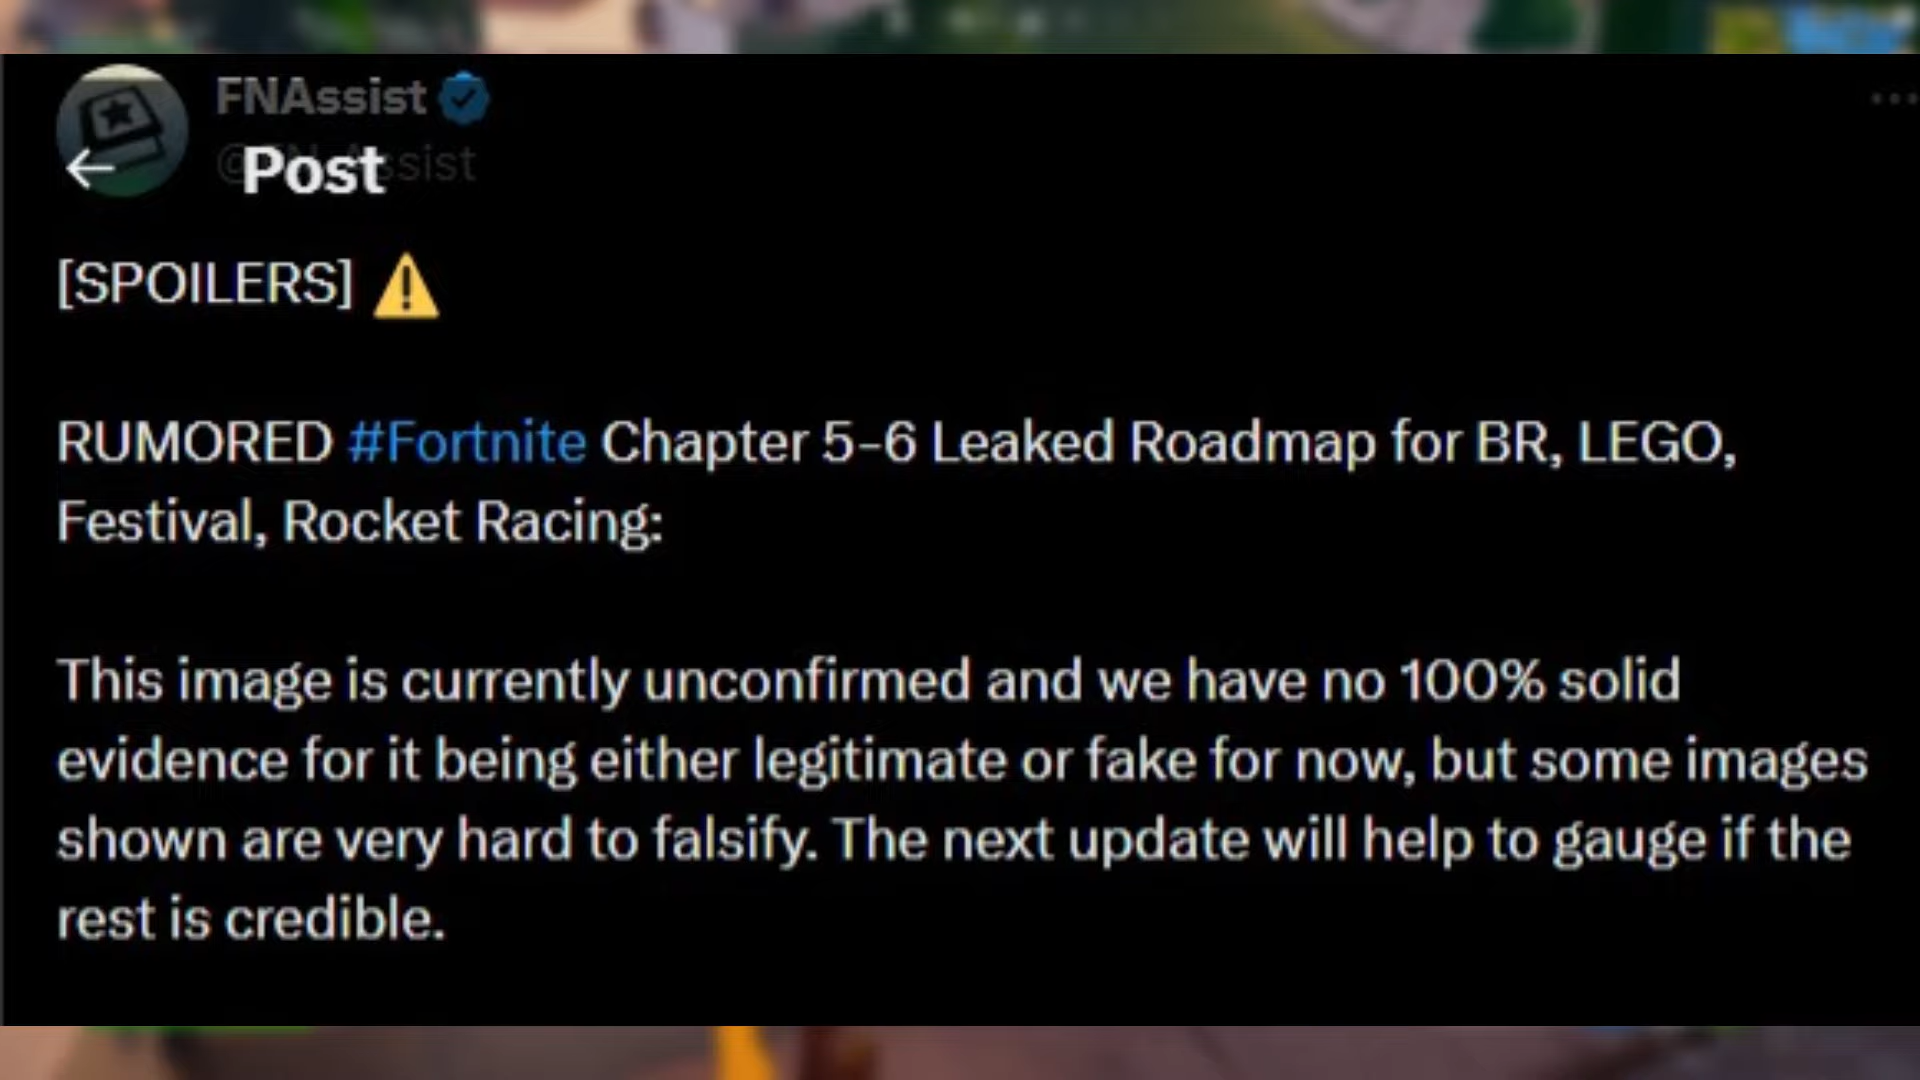 FNAssist
Post
[SPOILERS] ⚠️
RUMORED #Fortnite Chapter 5-6 Leaked Roadmap for BR, LEGO,
Festival, Rocket Racing:
This image is currently unconfirmed and we have no 100% solid
evidence for it being either legitimate or fake for now, but some images
shown are very hard to falsify. The next update will help to gauge if the
rest is credible.